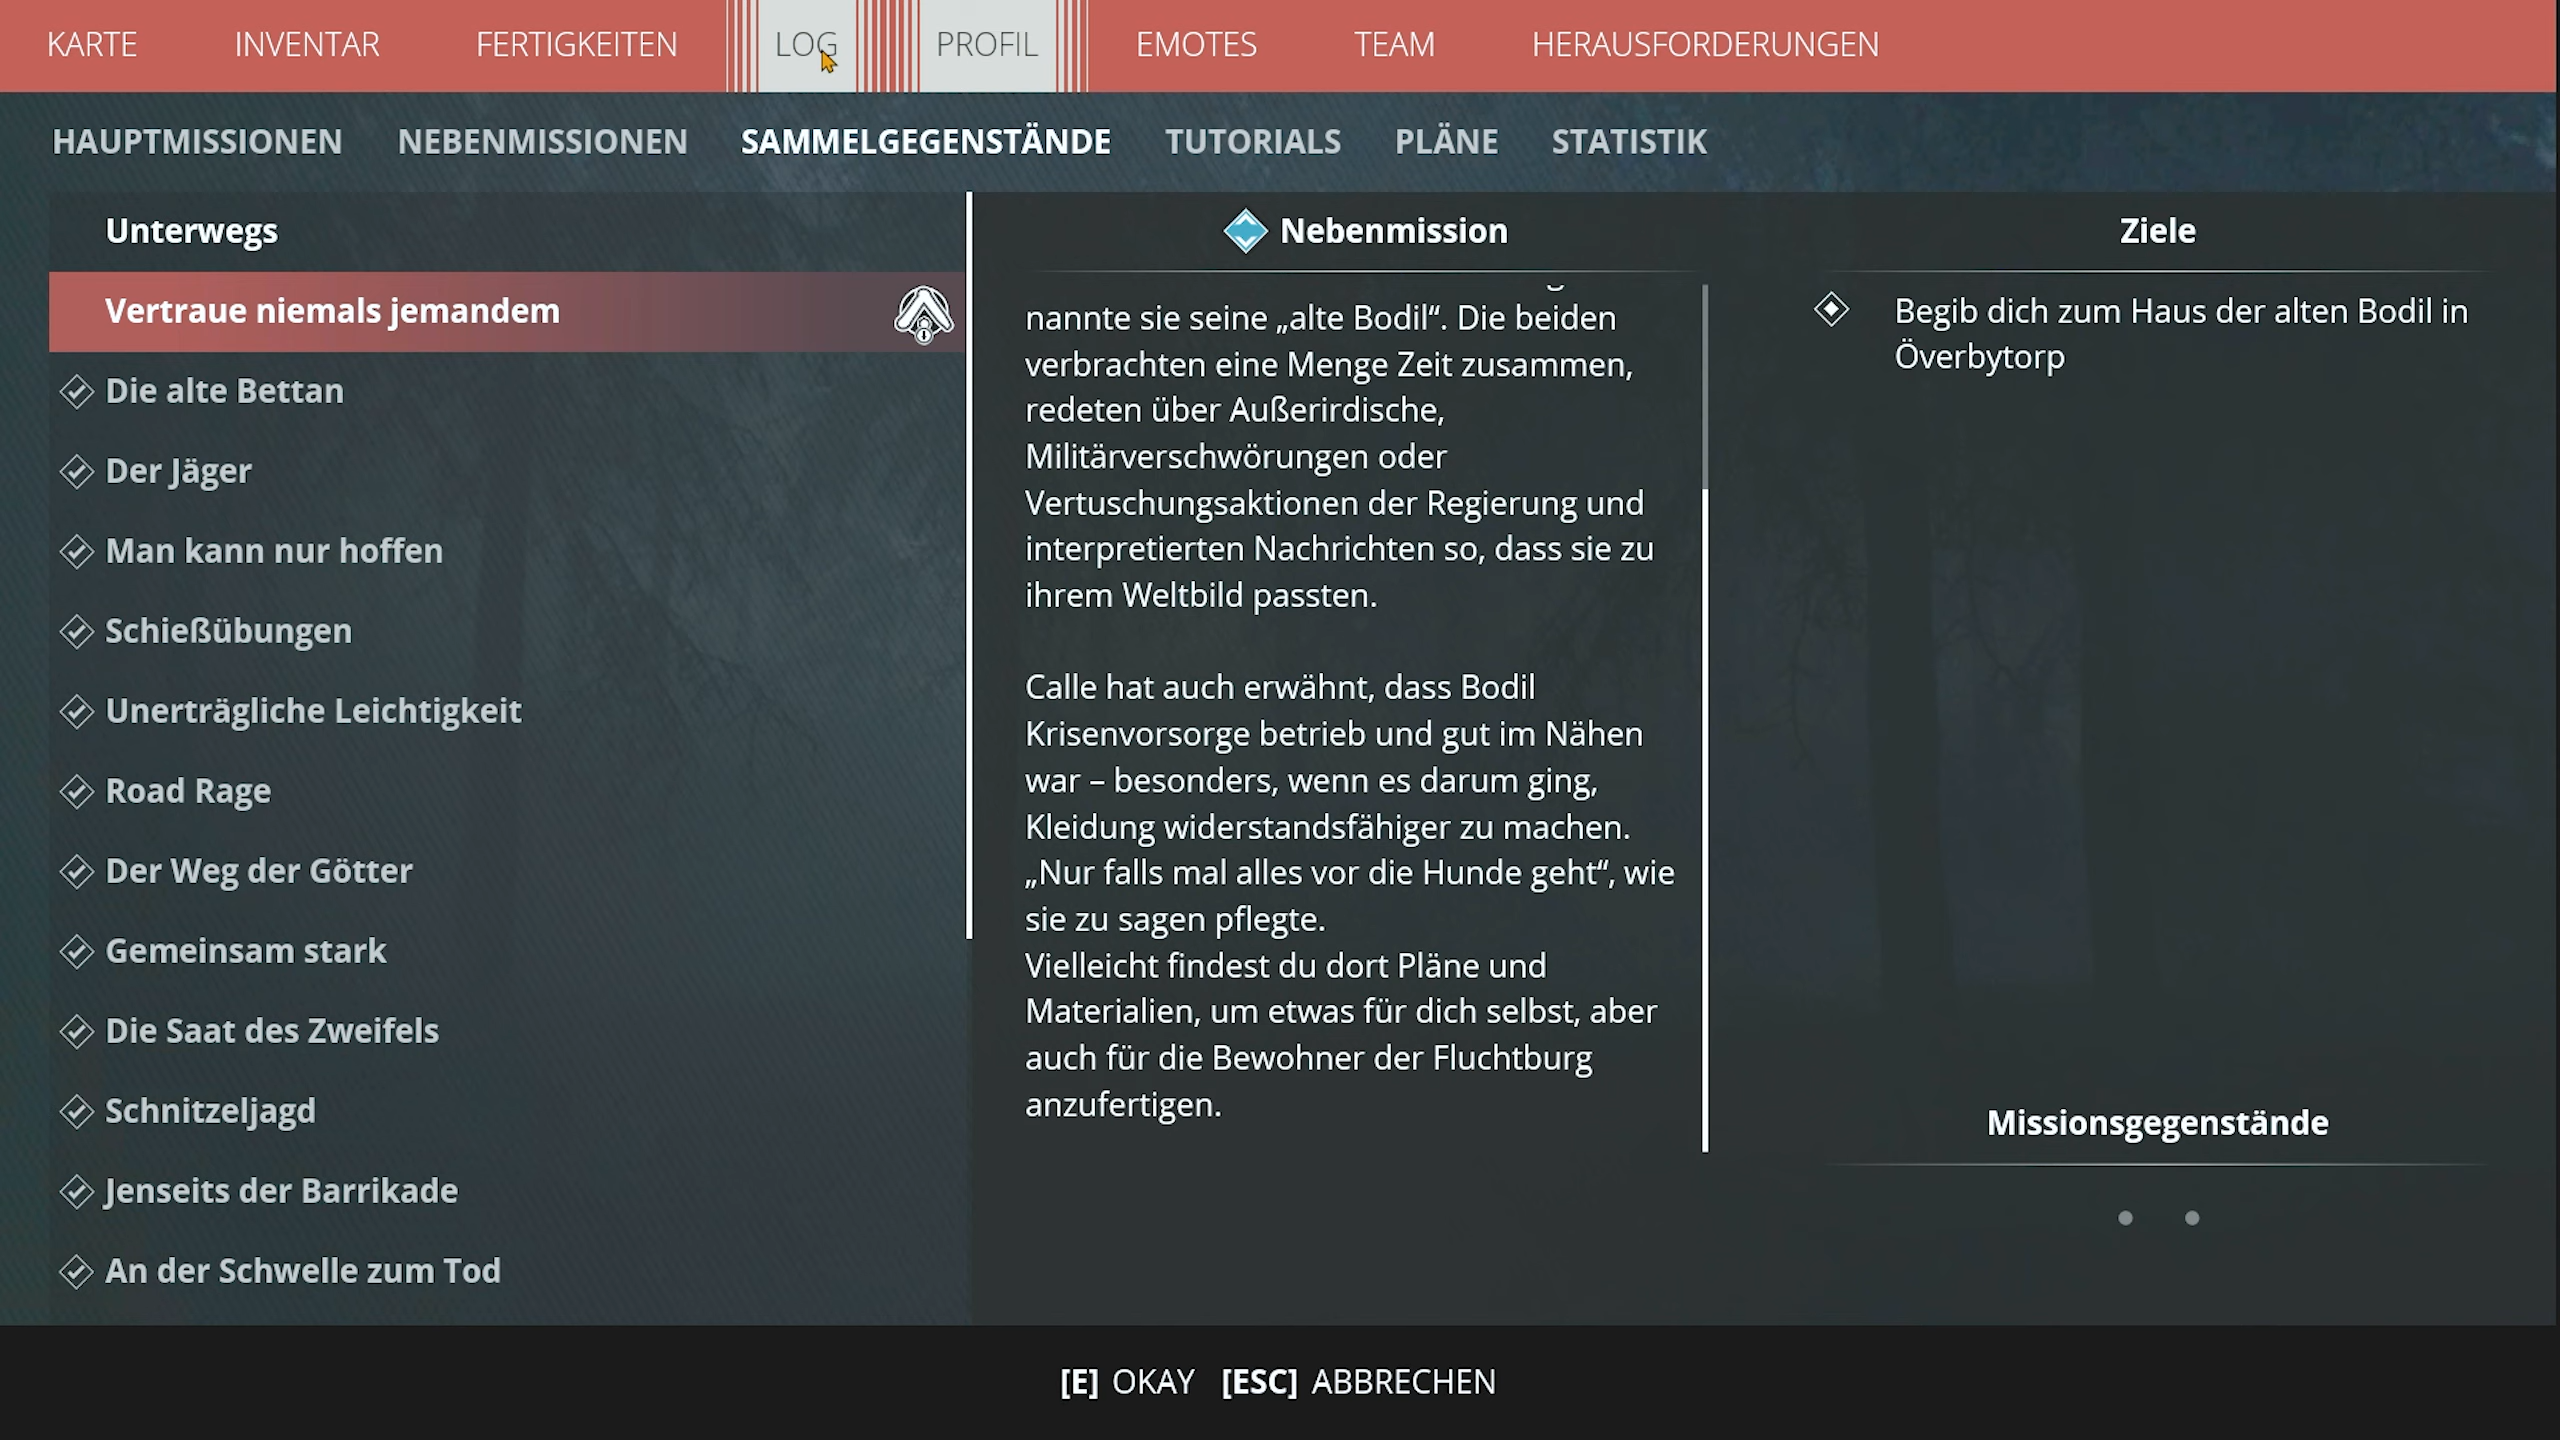 KARTE INVENTAR FERTIGKEITEN LOG PROFIL EMOTES TEAM HERAUSFORDERUNGEN
HAUPTMISSIONEN NEBENMISSIONEN SAMMELGEGENSTÄNDE TUTORIALS PLÄNE STATISTIK
Unterwegs
Vertraue niemals jemandem
Die alte Bettan
Der Jäger
Man kann nur hoffen
Schießübungen
Unerträgliche Leichtigkeit
Road Rage
Der Weg der Götter
Gemeinsam stark
Die Saat des Zweifels
Schnitzeljagd
Jenseits der Barrikade
An der Schwelle zum Tod
Nebenmission
nannte sie seine „alte Bodil“. Die beiden
verbrachten eine Menge Zeit zusammen,
redeten über Außerirdische,
Militärverschwörungen oder
Vertuschungsaktionen der Regierung und
interpretierten Nachrichten so, dass sie zu
ihrem Weltbild passten.
Calle hat auch erwähnt, dass Bodil
Krisenvorsorge betrieb und gut im Nähen
war – besonders, wenn es darum ging,
Kleidung widerstandsfähiger zu machen.
„Nur falls mal alles vor die Hunde geht“, wie
sie zu sagen pflegte.
Vielleicht findest du dort Pläne und
Materialien, um etwas für dich selbst, aber
auch für die Bewohner der Fluchtburg
anzufertigen.
Ziele
Begib dich zum Haus der alten Bodil in
Överbytorp
Missionsgegenstände
[E] OKAY [ESC] ABBRECHEN